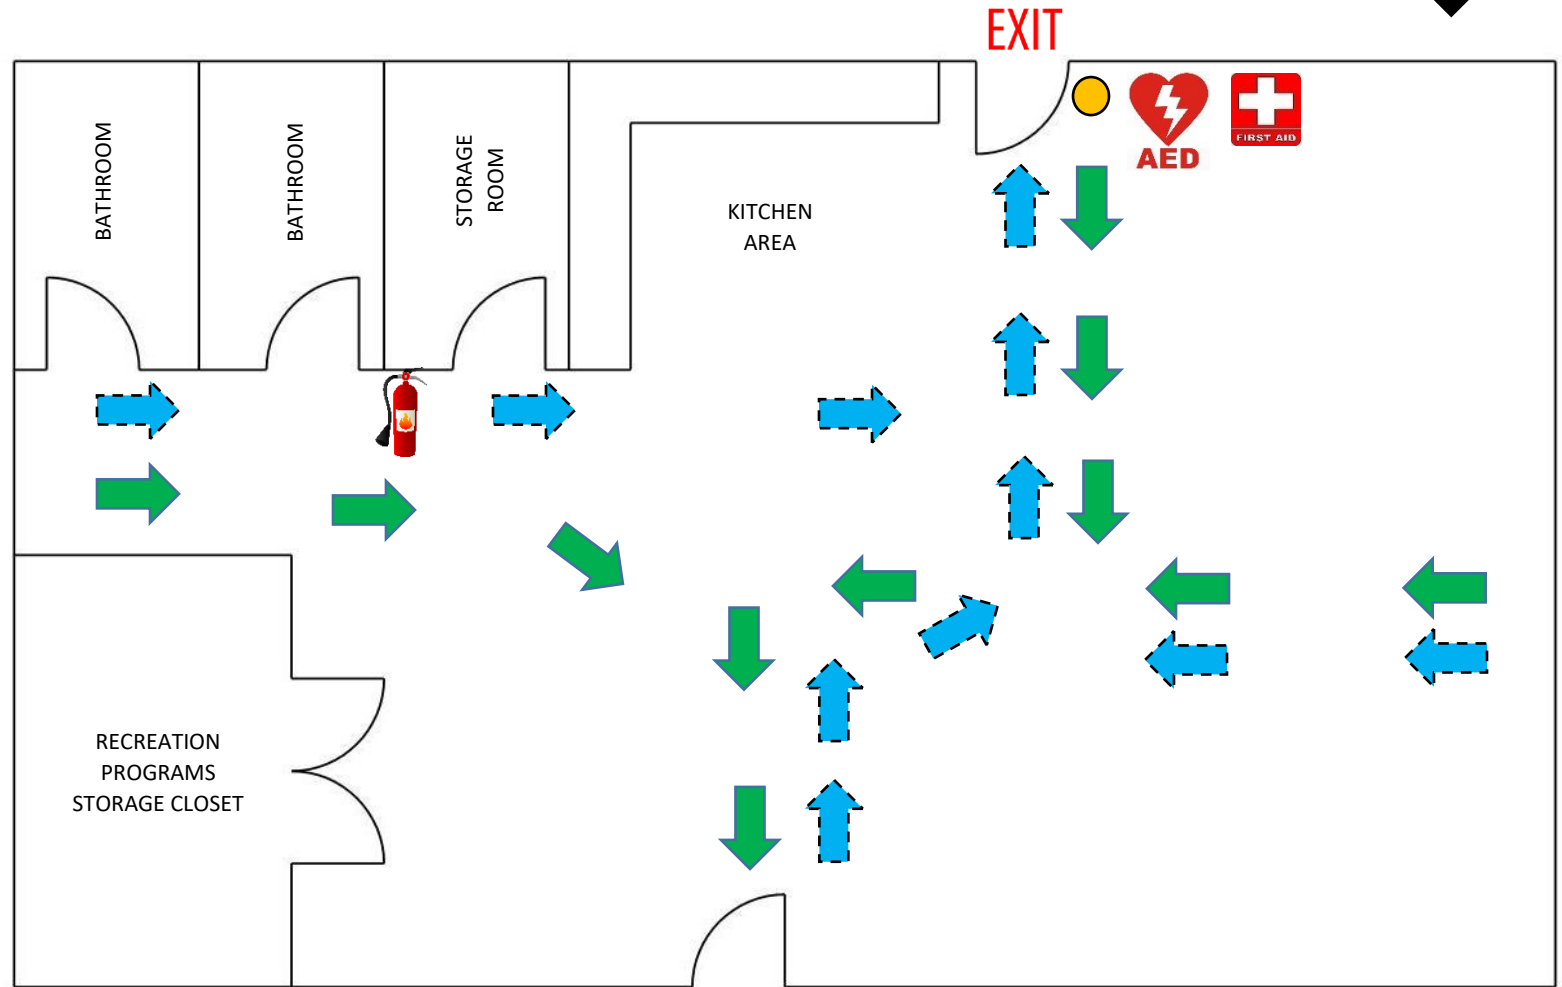 EXIT
AED
FIRST AID
BATHROOM
BATHROOM
STORAGE
ROOM
KITCHEN
AREA
RECREATION
PROGRAMS
STORAGE CLOSET